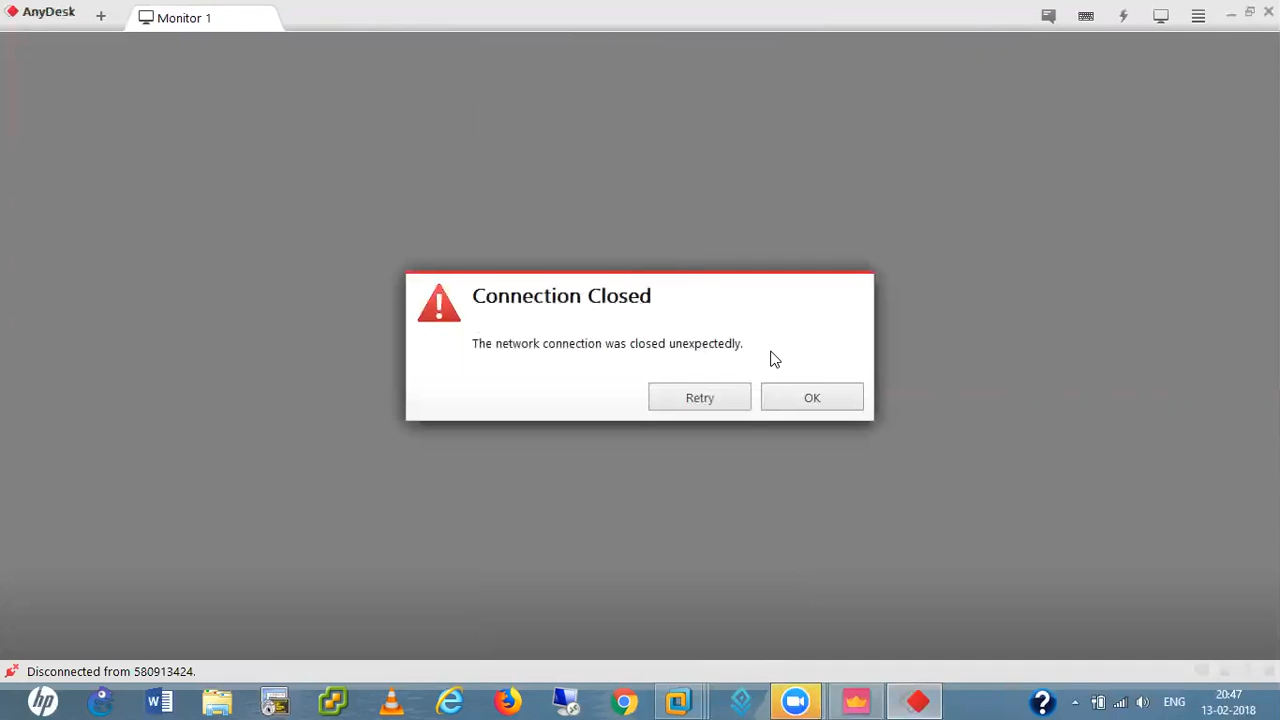 AnyDesk
Monitor 1
Connection Closed
The network connection was closed unexpectedly.
Retry
OK
Disconnected from 580913424.
ENG
20:47
13-02-2018